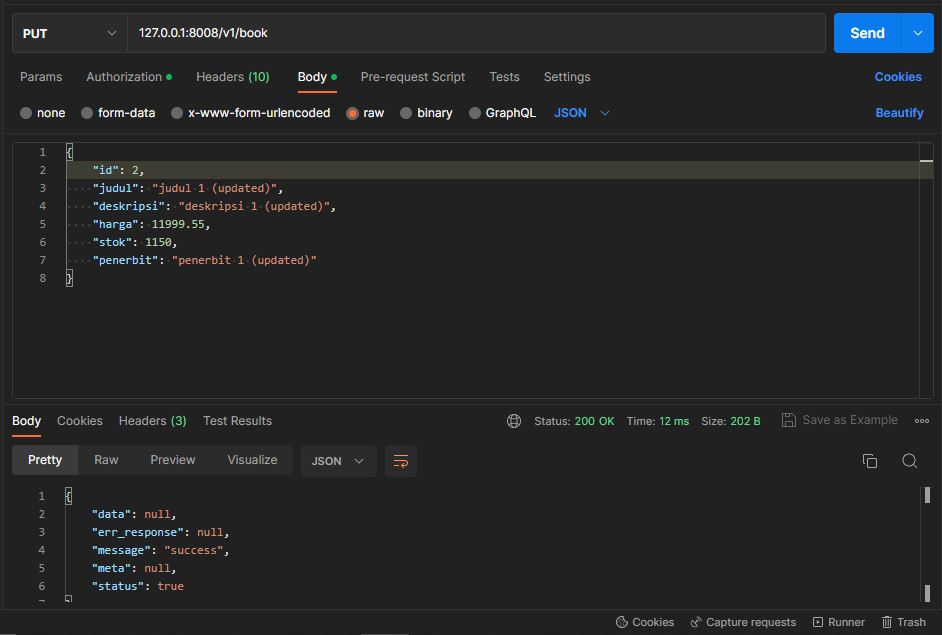 PUT 127.0.0.1:8008/v1/book Send
Params Authorization Headers (10) Body Pre-request Script Tests Settings Cookies
none form-data x-www-form-urlencoded raw binary GraphQL JSON Beautify
1 {
2 "id": 2,
3 "judul": "judul 1 (updated)",
4 "deskripsi": "deskripsi 1 (updated)",
5 "harga": 11999.55,
6 "stok": 1150,
7 "penerbit": "penerbit 1 (updated)"
8 }
Body Cookies Headers (3) Test Results Status: 200 OK Time: 12 ms Size: 202 B Save as Example
Pretty Raw Preview Visualize JSON
1 {
2 "data": null,
3 "err_response": null,
4 "message": "success",
5 "meta": null,
6 "status": true
7 }
Cookies Capture requests Runner Trash